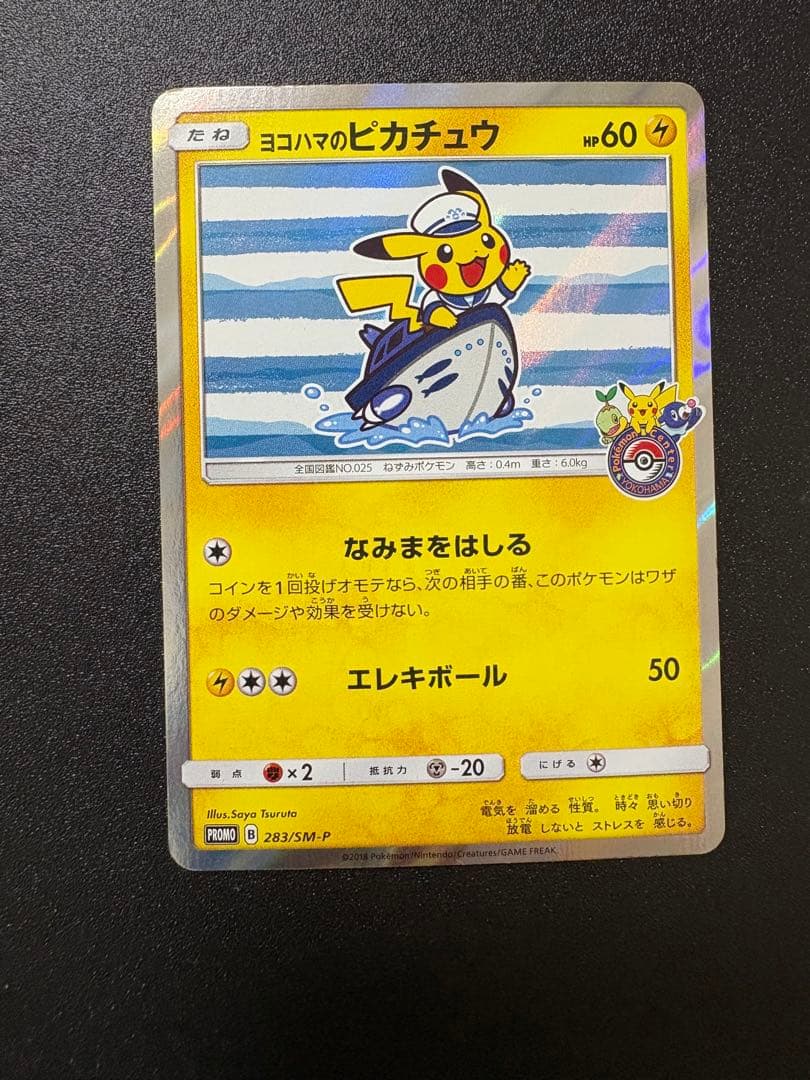 たね ヨコハマのピカチュウ HP60
Pokémon Center
YOKOHAMA
全国図鑑NO.025 ねずみポケモン 高さ:0.4m 重さ:6.0kg
なみまをはしる
コインを1回投げオモテなら、次の相手の番、このポケモンはワザ
のダメージや効果を受けない。
エレキボール 50
弱点 ×2 抵抗力 -20 にげる
Illus.Saya Tsuruta
電気を 溜める 性質。 時々 思い切り
放電 しないと ストレスを 感じる。
PROMO B 283/SM-P
©2018 Pokémon/Nintendo/Creatures/GAME FREAK.